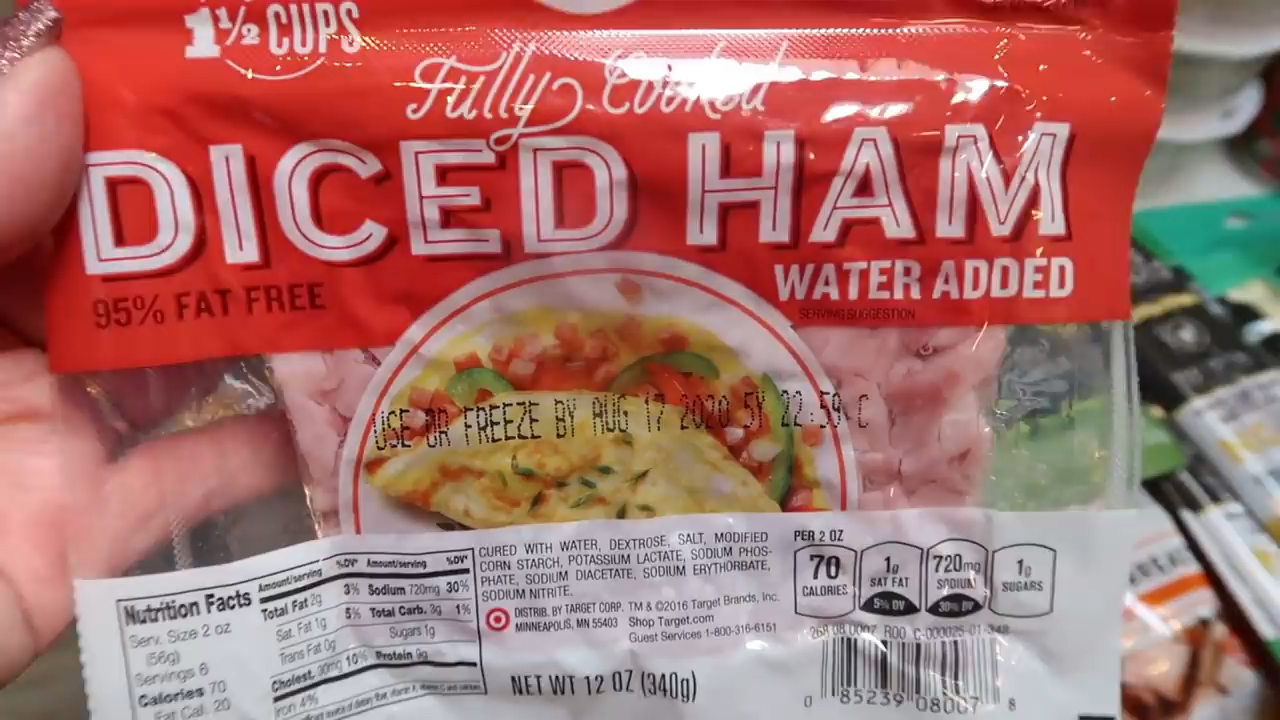 1½ CUPS
Fully Cooked
DICED HAM
95% FAT FREE
WATER ADDED
SERVING SUGGESTION
USE OR FREEZE BY AUG 17 2020 5Y 22:59 C
Nutrition Facts
Serv. Size 2 oz
(56g)
Servings 6
Calories 70
Fat Cal. 20
Amount/serving %DV* Amount/serving %DV*
Total Fat 2g 3% Sodium 720mg 30%
Sat. Fat 1g 5% Total Carb. 3g 1%
Trans Fat 0g Sugars 1g
Cholest. 30mg 10% Protein 9g
Iron 4%
CURED WITH WATER, DEXTROSE, SALT, MODIFIED
CORN STARCH, POTASSIUM LACTATE, SODIUM PHOS-
PHATE, SODIUM DIACETATE, SODIUM ERYTHORBATE,
SODIUM NITRITE.
DISTRIB. BY TARGET CORP. TM & ©2016 Target Brands, Inc.
MINNEAPOLIS, MN 55403 Shop Target.com
Guest Services 1-800-316-6151
NET WT 12 OZ (340g)
PER 2 OZ
70 CALORIES
1g SAT FAT 5% DV
720mg SODIUM 30% DV
1g SUGARS
268 08 0007 R00 C-000025-01-348
0 85239 08007 8